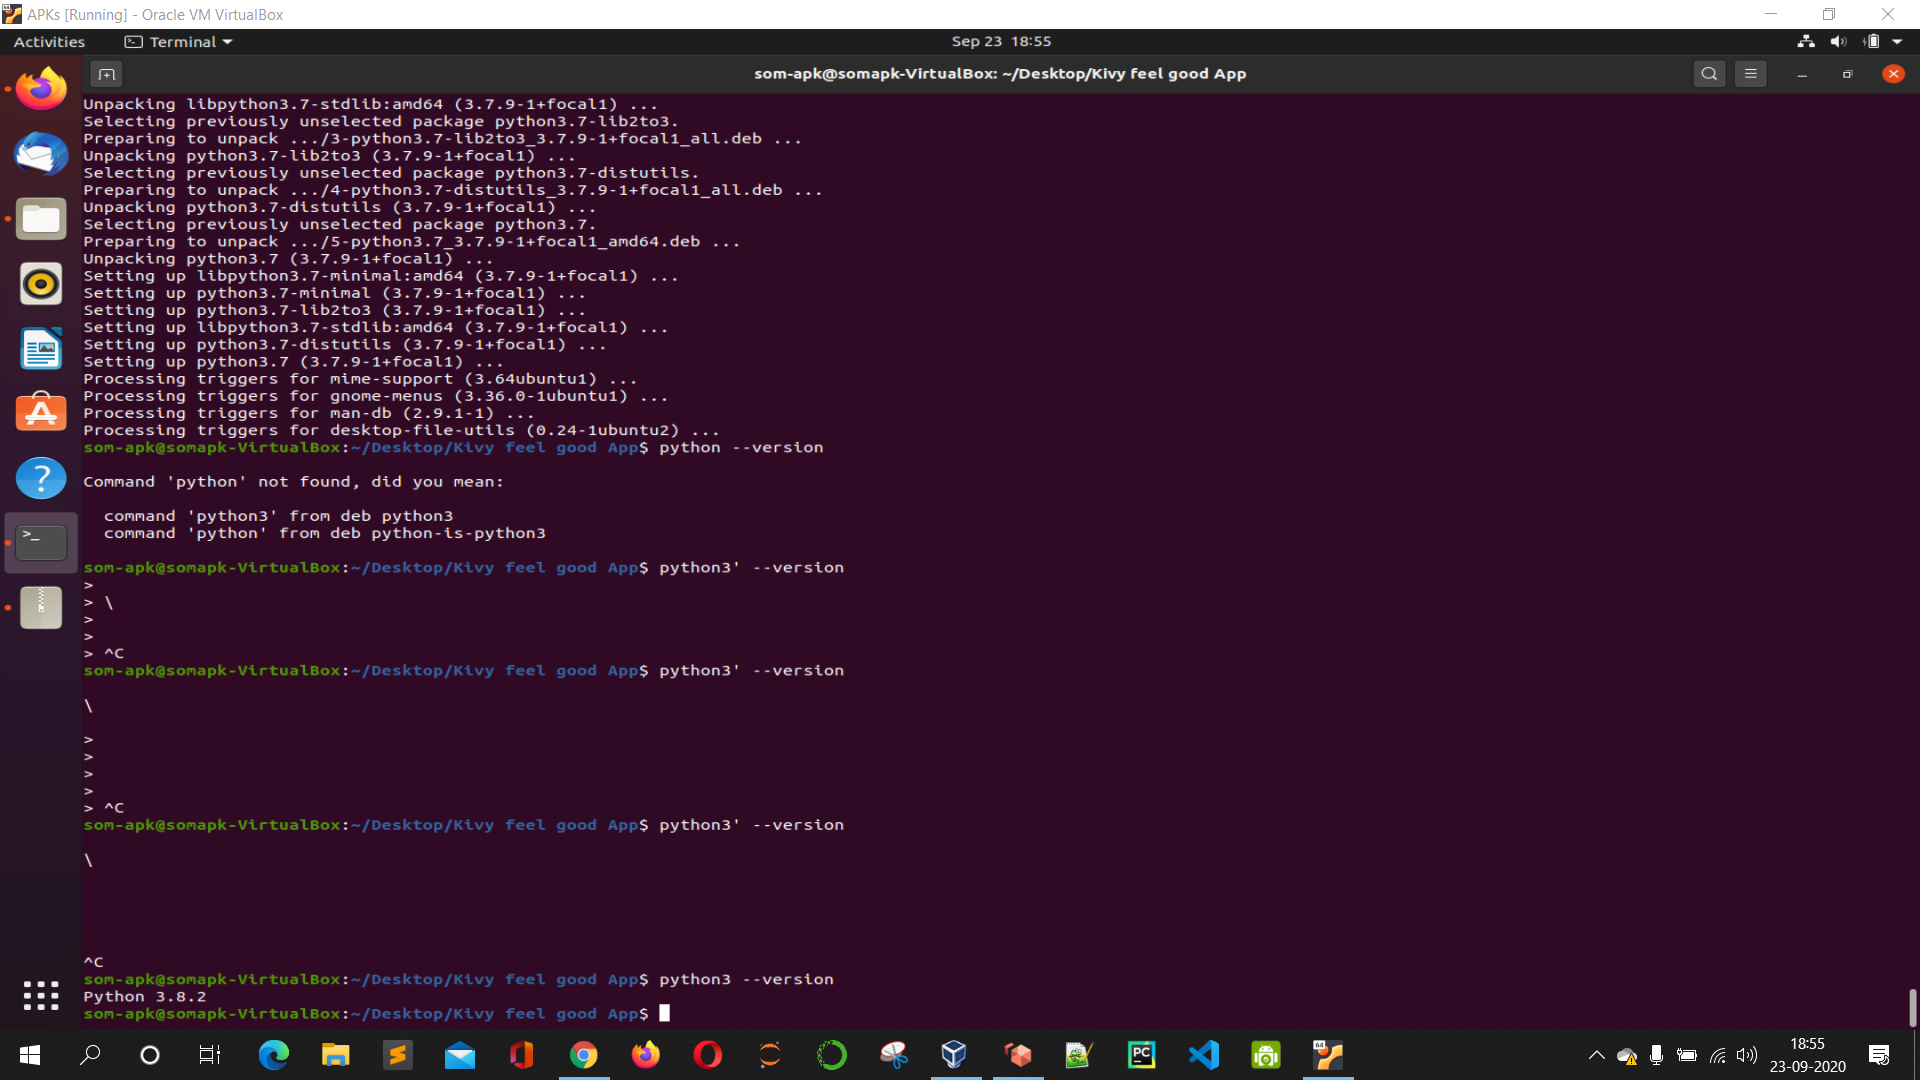 APKs [Running] - Oracle VM VirtualBox
Activities
Terminal
Sep 23 18:55
som-apk@somapk-VirtualBox: ~/Desktop/Kivy feel good App
Unpacking libpython3.7-stdlib:amd64 (3.7.9-1+focal1) ...
Selecting previously unselected package python3.7-lib2to3.
Preparing to unpack .../3-python3.7-lib2to3_3.7.9-1+focal1_all.deb ...
Unpacking python3.7-lib2to3 (3.7.9-1+focal1) ...
Selecting previously unselected package python3.7-distutils.
Preparing to unpack .../4-python3.7-distutils_3.7.9-1+focal1_all.deb ...
Unpacking python3.7-distutils (3.7.9-1+focal1) ...
Selecting previously unselected package python3.7.
Preparing to unpack .../5-python3.7_3.7.9-1+focal1_amd64.deb ...
Unpacking python3.7 (3.7.9-1+focal1) ...
Setting up libpython3.7-minimal:amd64 (3.7.9-1+focal1) ...
Setting up python3.7-minimal (3.7.9-1+focal1) ...
Setting up python3.7-lib2to3 (3.7.9-1+focal1) ...
Setting up libpython3.7-stdlib:amd64 (3.7.9-1+focal1) ...
Setting up python3.7-distutils (3.7.9-1+focal1) ...
Setting up python3.7 (3.7.9-1+focal1) ...
Processing triggers for mime-support (3.64ubuntu1) ...
Processing triggers for gnome-menus (3.36.0-1ubuntu1) ...
Processing triggers for man-db (2.9.1-1) ...
Processing triggers for desktop-file-utils (0.24-1ubuntu2) ...
som-apk@somapk-VirtualBox:~/Desktop/Kivy feel good App$ python --version
Command 'python' not found, did you mean:
command 'python3' from deb python3
command 'python' from deb python-is-python3
som-apk@somapk-VirtualBox:~/Desktop/Kivy feel good App$ python3' --version
>
> \
>
>
> ^C
som-apk@somapk-VirtualBox:~/Desktop/Kivy feel good App$ python3' --version
\
>
>
>
>
> ^C
som-apk@somapk-VirtualBox:~/Desktop/Kivy feel good App$ python3' --version
\
^C
som-apk@somapk-VirtualBox:~/Desktop/Kivy feel good App$ python3 --version
Python 3.8.2
som-apk@somapk-VirtualBox:~/Desktop/Kivy feel good App$
18:55
23-09-2020